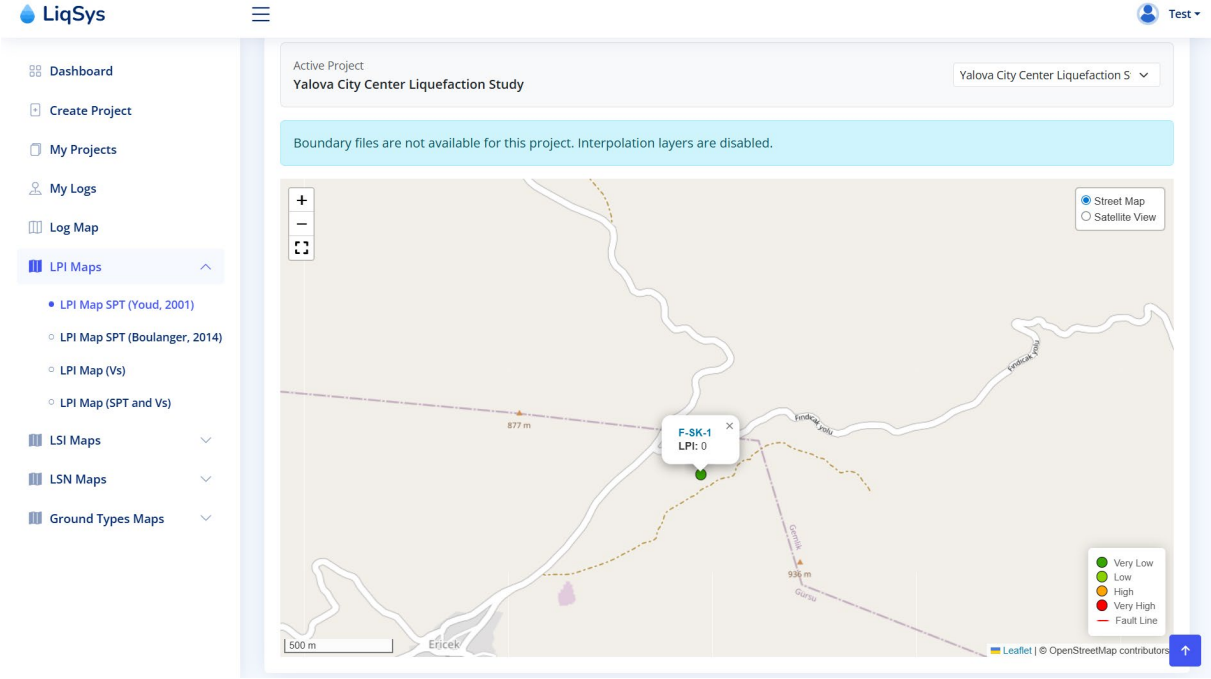 LiqSys
Test
Dashboard
Create Project
My Projects
My Logs
Log Map
LPI Maps
LPI Map SPT (Youd, 2001)
LPI Map SPT (Boulanger, 2014)
LPI Map (Vs)
LPI Map (SPT and Vs)
LSI Maps
LSN Maps
Ground Types Maps
Active Project
Yalova City Center Liquefaction Study
Yalova City Center Liquefaction S
Boundary files are not available for this project. Interpolation layers are disabled.
+
−
Street Map
Satellite View
Fındıcak yolu
877 m
F-SK-1
×
LPI: 0
Fındıcak yolu
Gemlik
936 m
Gürsu
Ericek
500 m
Very Low
Low
High
Very High
Fault Line
Leaflet | © OpenStreetMap contributors